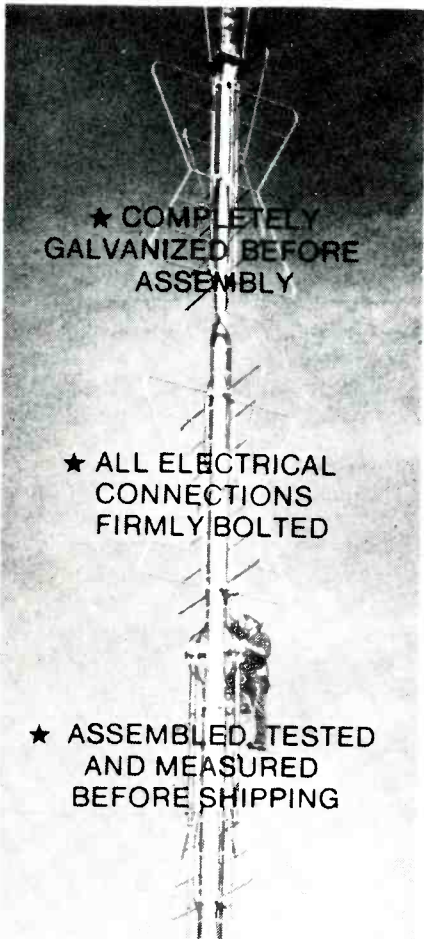 ★ COMPLETELY
GALVANIZED BEFORE
ASSEMBLY
★ ALL ELECTRICAL
CONNECTIONS
FIRMLY BOLTED
★ ASSEMBLED, TESTED
AND MEASURED
BEFORE SHIPPING